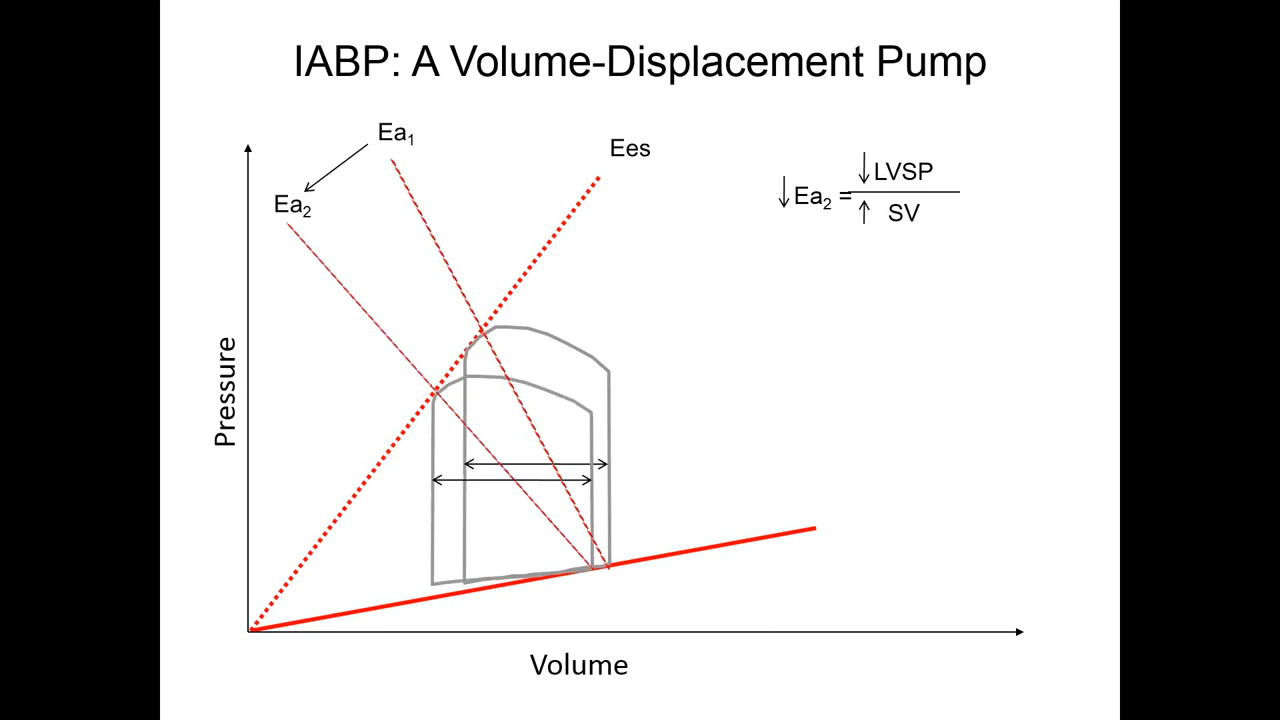 IABP: A Volume-Displacement Pump
Ea₁
Ees
Ea₂
↓Ea₂ = ↓LVSP / ↑ SV
Pressure
Volume